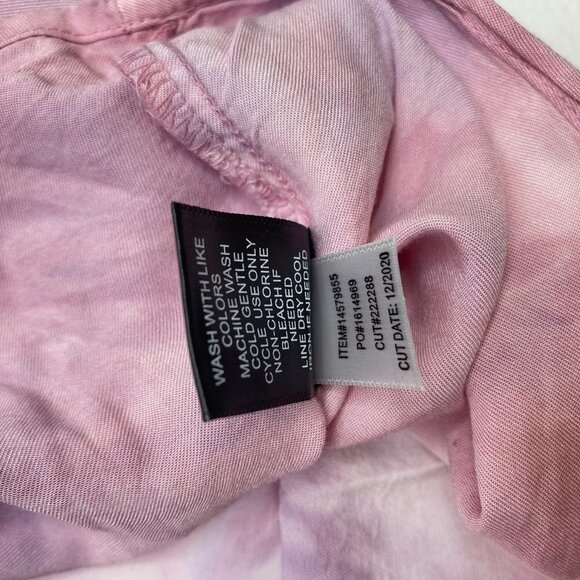 WASH WITH LIKE
COLORS
MACHINE WASH
COLD GENTLE
CYCLE USE ONLY
NON-CHLORINE
BLEACH IF
NEEDED
LINE DRY COOL
IRON IF NEEDED
ITEM#14579855
PO#1614969
CUT#222288
CUT DATE: 12/2020